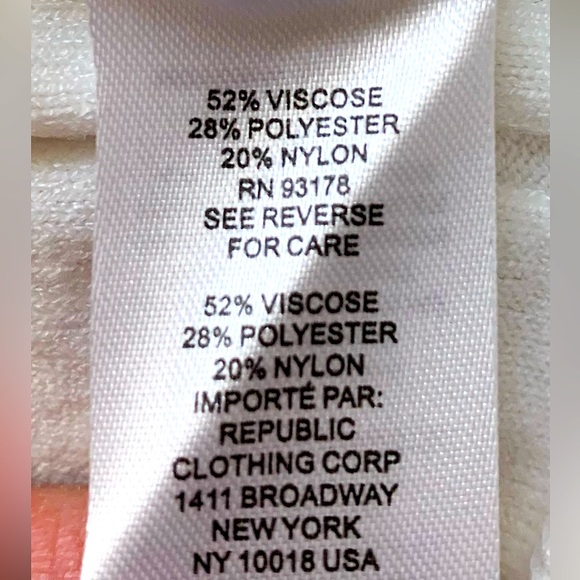 52% VISCOSE
28% POLYESTER
20% NYLON
RN 93178
SEE REVERSE
FOR CARE
52% VISCOSE
28% POLYESTER
20% NYLON
IMPORTÉ PAR:
REPUBLIC
CLOTHING CORP
1411 BROADWAY
NEW YORK
NY 10018 USA